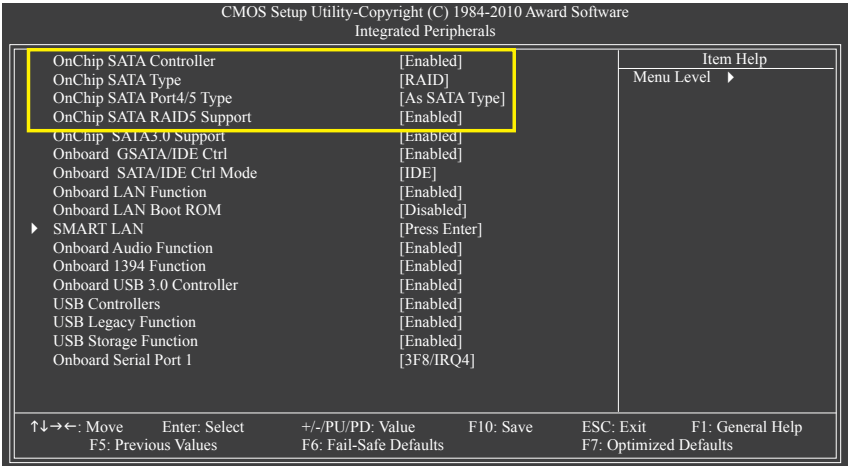 CMOS Setup Utility-Copyright (C) 1984-2010 Award Software
Integrated Peripherals
OnChip SATA Controller [Enabled]
OnChip SATA Type [RAID]
OnChip SATA Port4/5 Type [As SATA Type]
OnChip SATA RAID5 Support [Enabled]
OnChip SATA3.0 Support [Enabled]
Onboard GSATA/IDE Ctrl [Enabled]
Onboard SATA/IDE Ctrl Mode [IDE]
Onboard LAN Function [Enabled]
Onboard LAN Boot ROM [Disabled]
SMART LAN [Press Enter]
Onboard Audio Function [Enabled]
Onboard 1394 Function [Enabled]
Onboard USB 3.0 Controller [Enabled]
USB Controllers [Enabled]
USB Legacy Function [Enabled]
USB Storage Function [Enabled]
Onboard Serial Port 1 [3F8/IRQ4]
Item Help
Menu Level
↑↓→←: Move Enter: Select +/-/PU/PD: Value F10: Save ESC: Exit F1: General Help
F5: Previous Values F6: Fail-Safe Defaults F7: Optimized Defaults